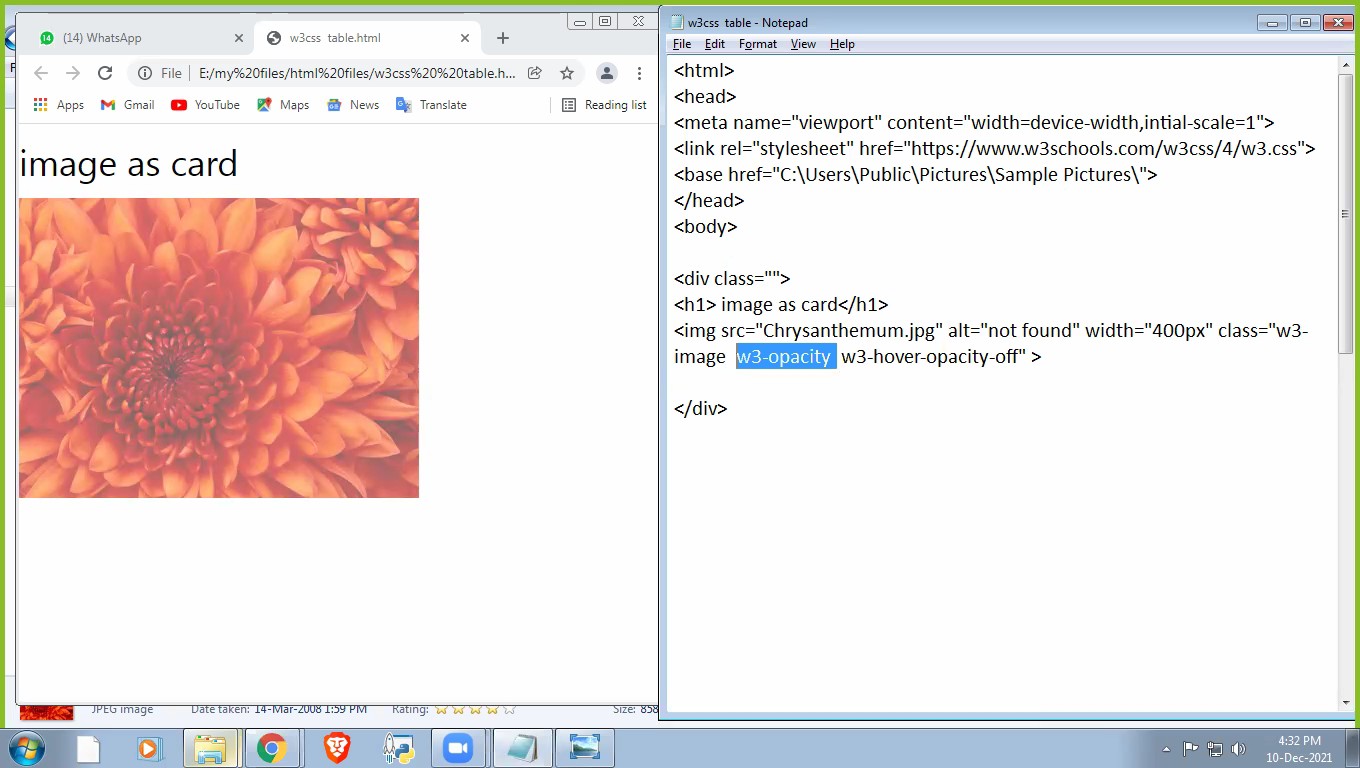 14 (14) WhatsApp
w3css table.html
File E:/my%20files/html%20files/w3css%20%20table.h...
Apps Gmail YouTube Maps News Translate Reading list
image as card
JPEG image Date taken: 14-Mar-2008 1:59 PM Rating: Size: 858
w3css table - Notepad
File Edit Format View Help
<html>
<head>
<meta name="viewport" content="width=device-width,intial-scale=1">
<link rel="stylesheet" href="https://www.w3schools.com/w3css/4/w3.css">
<base href="C:\Users\Public\Pictures\Sample Pictures\">
</head>
<body>
<div class="">
<h1> image as card</h1>
<img src="Chrysanthemum.jpg" alt="not found" width="400px" class="w3-
image w3-opacity w3-hover-opacity-off" >
</div>
4:32 PM
10-Dec-2021